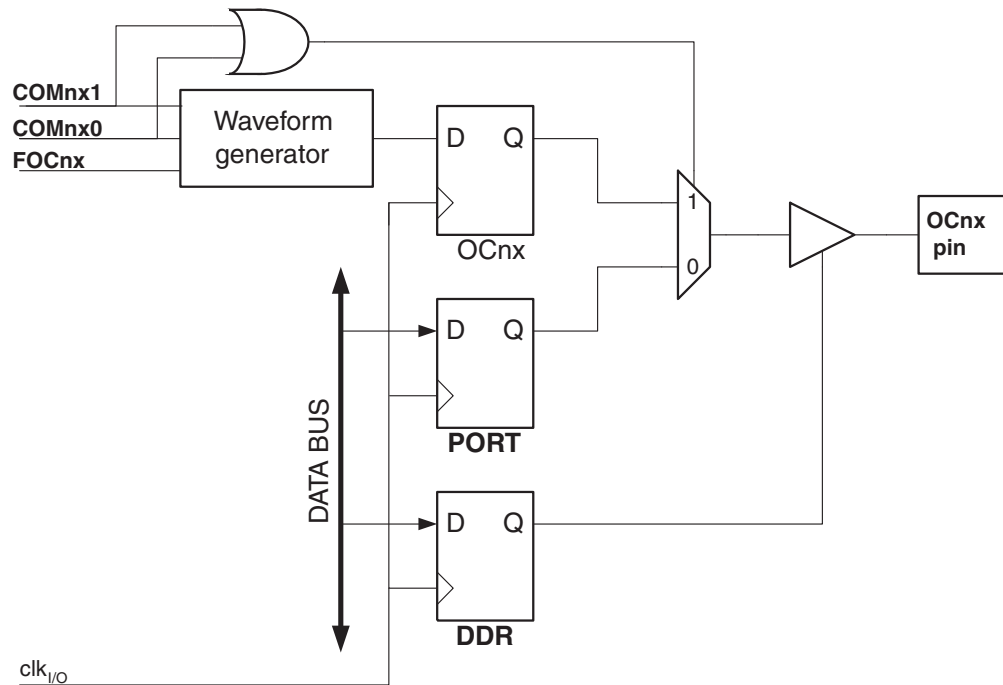 COMnx1
COMnx0
FOCnx
Waveform
generator
D Q
OCnx
1
0
OCnx
pin
D Q
PORT
DATA BUS
D Q
DDR
clkI/O